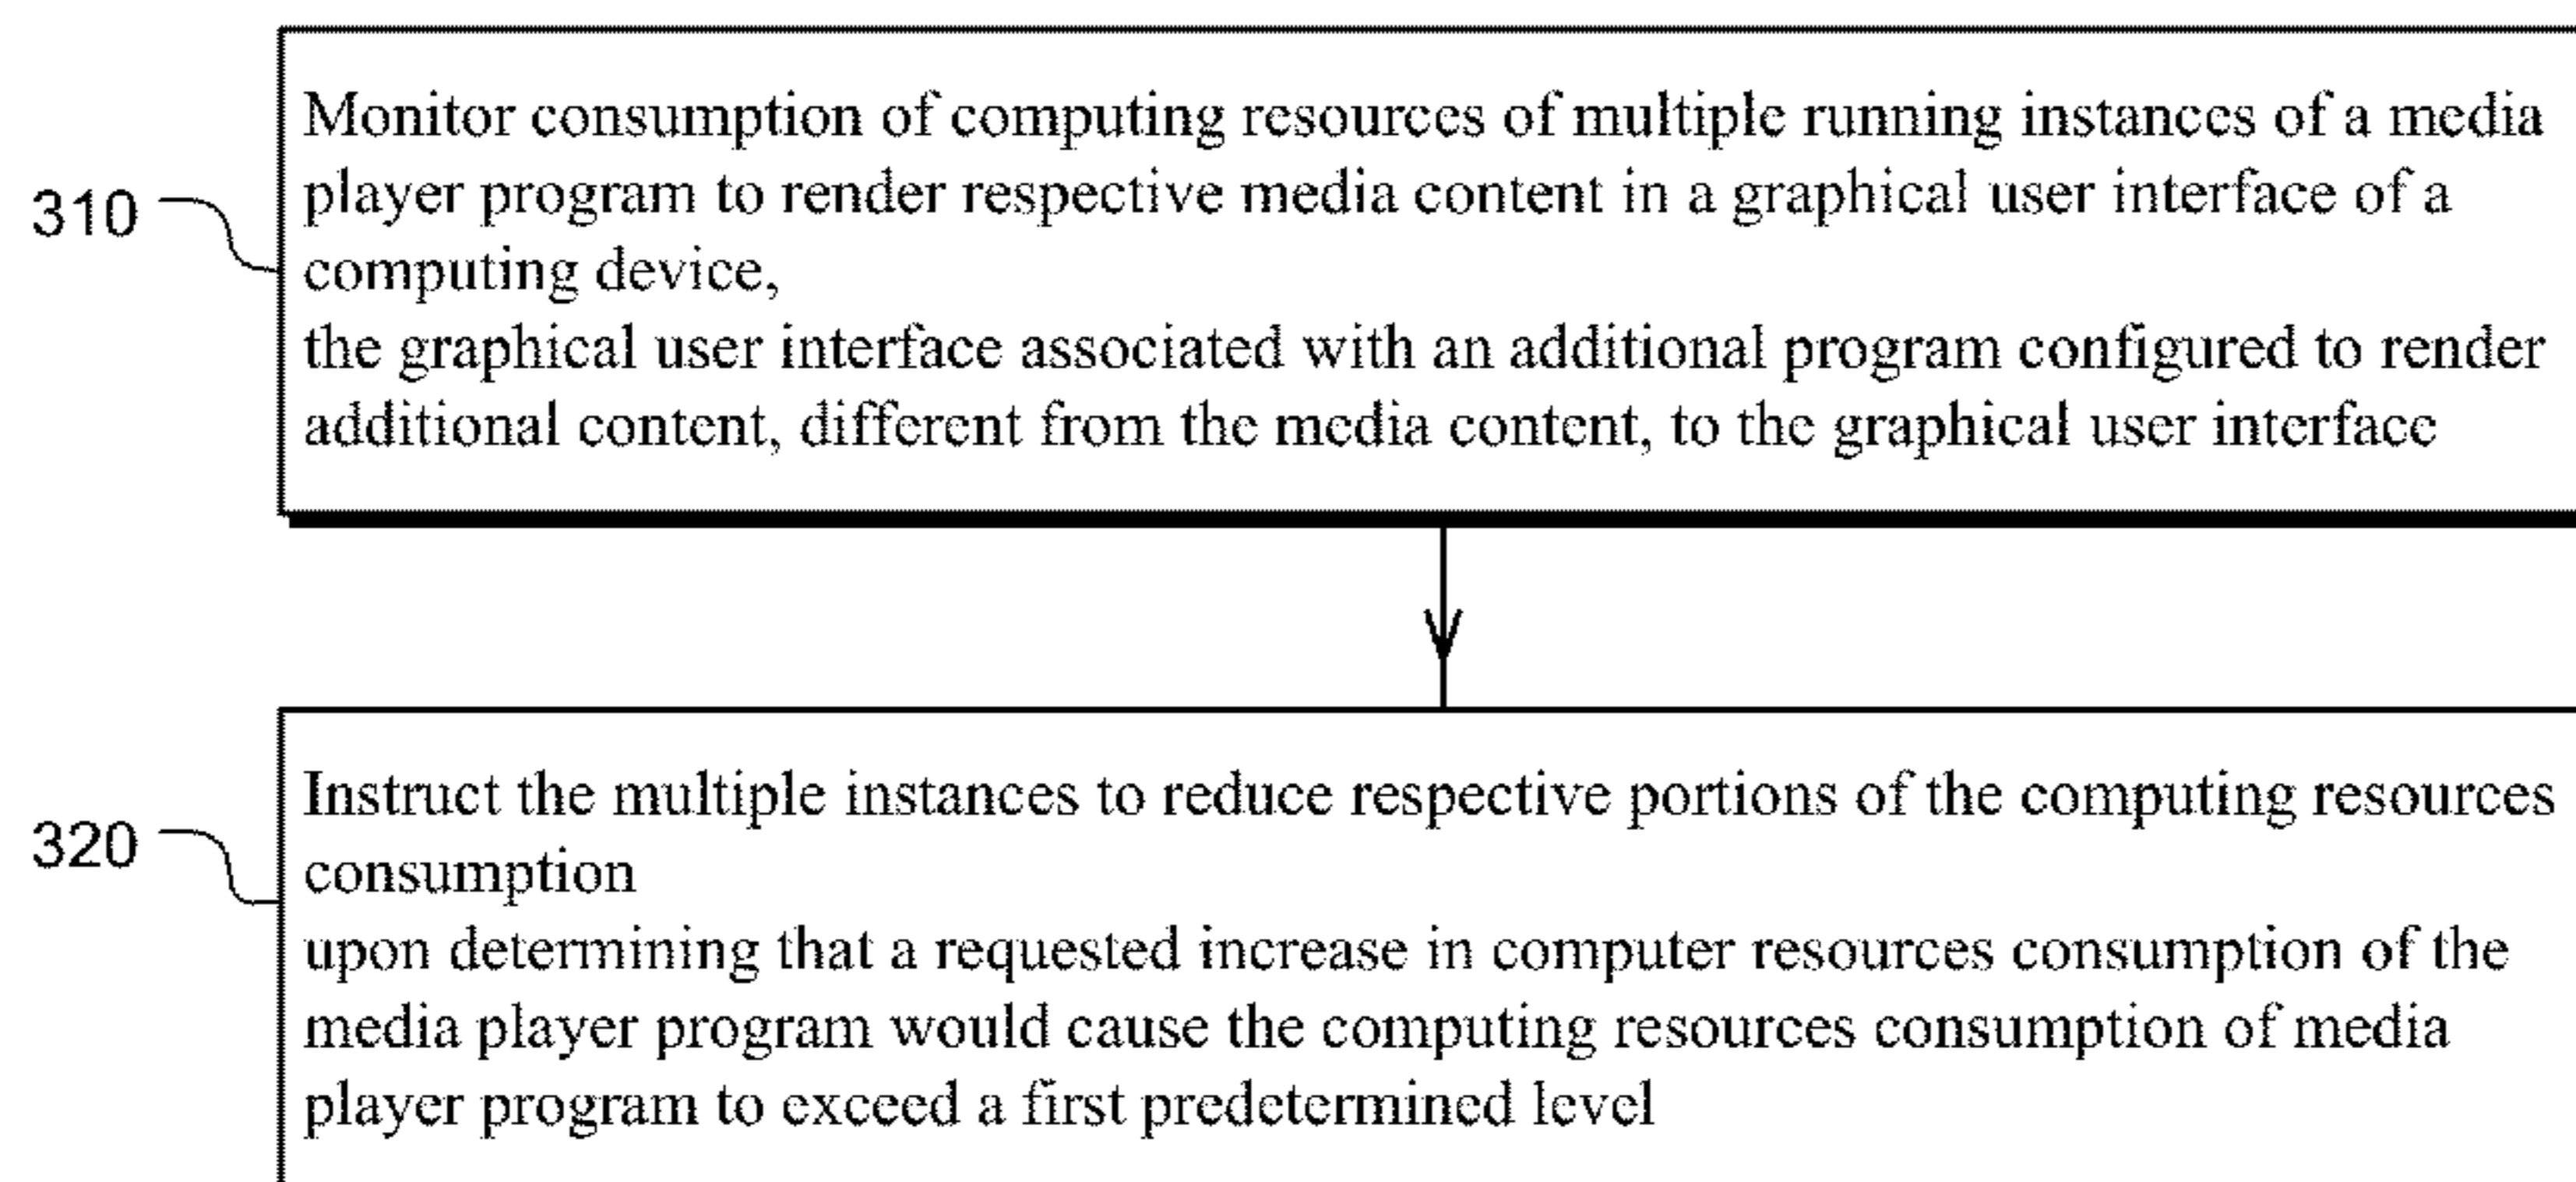 Monitor consumption of computing resources of multiple running instances of a media
player program to render respective media content in a graphical user interface of a
310
computing device,
the graphical user interface associated with an additional program configured to render
additional content, different from the media content, to the graphical user interface
Instruct the multiple instances to reduce respective portions of the computing resources
320
consumption
upon determining that a requested increase in computer resources consumption of the
media player program would cause the computing resources consumption of media
player program to exceed a first predetermined level